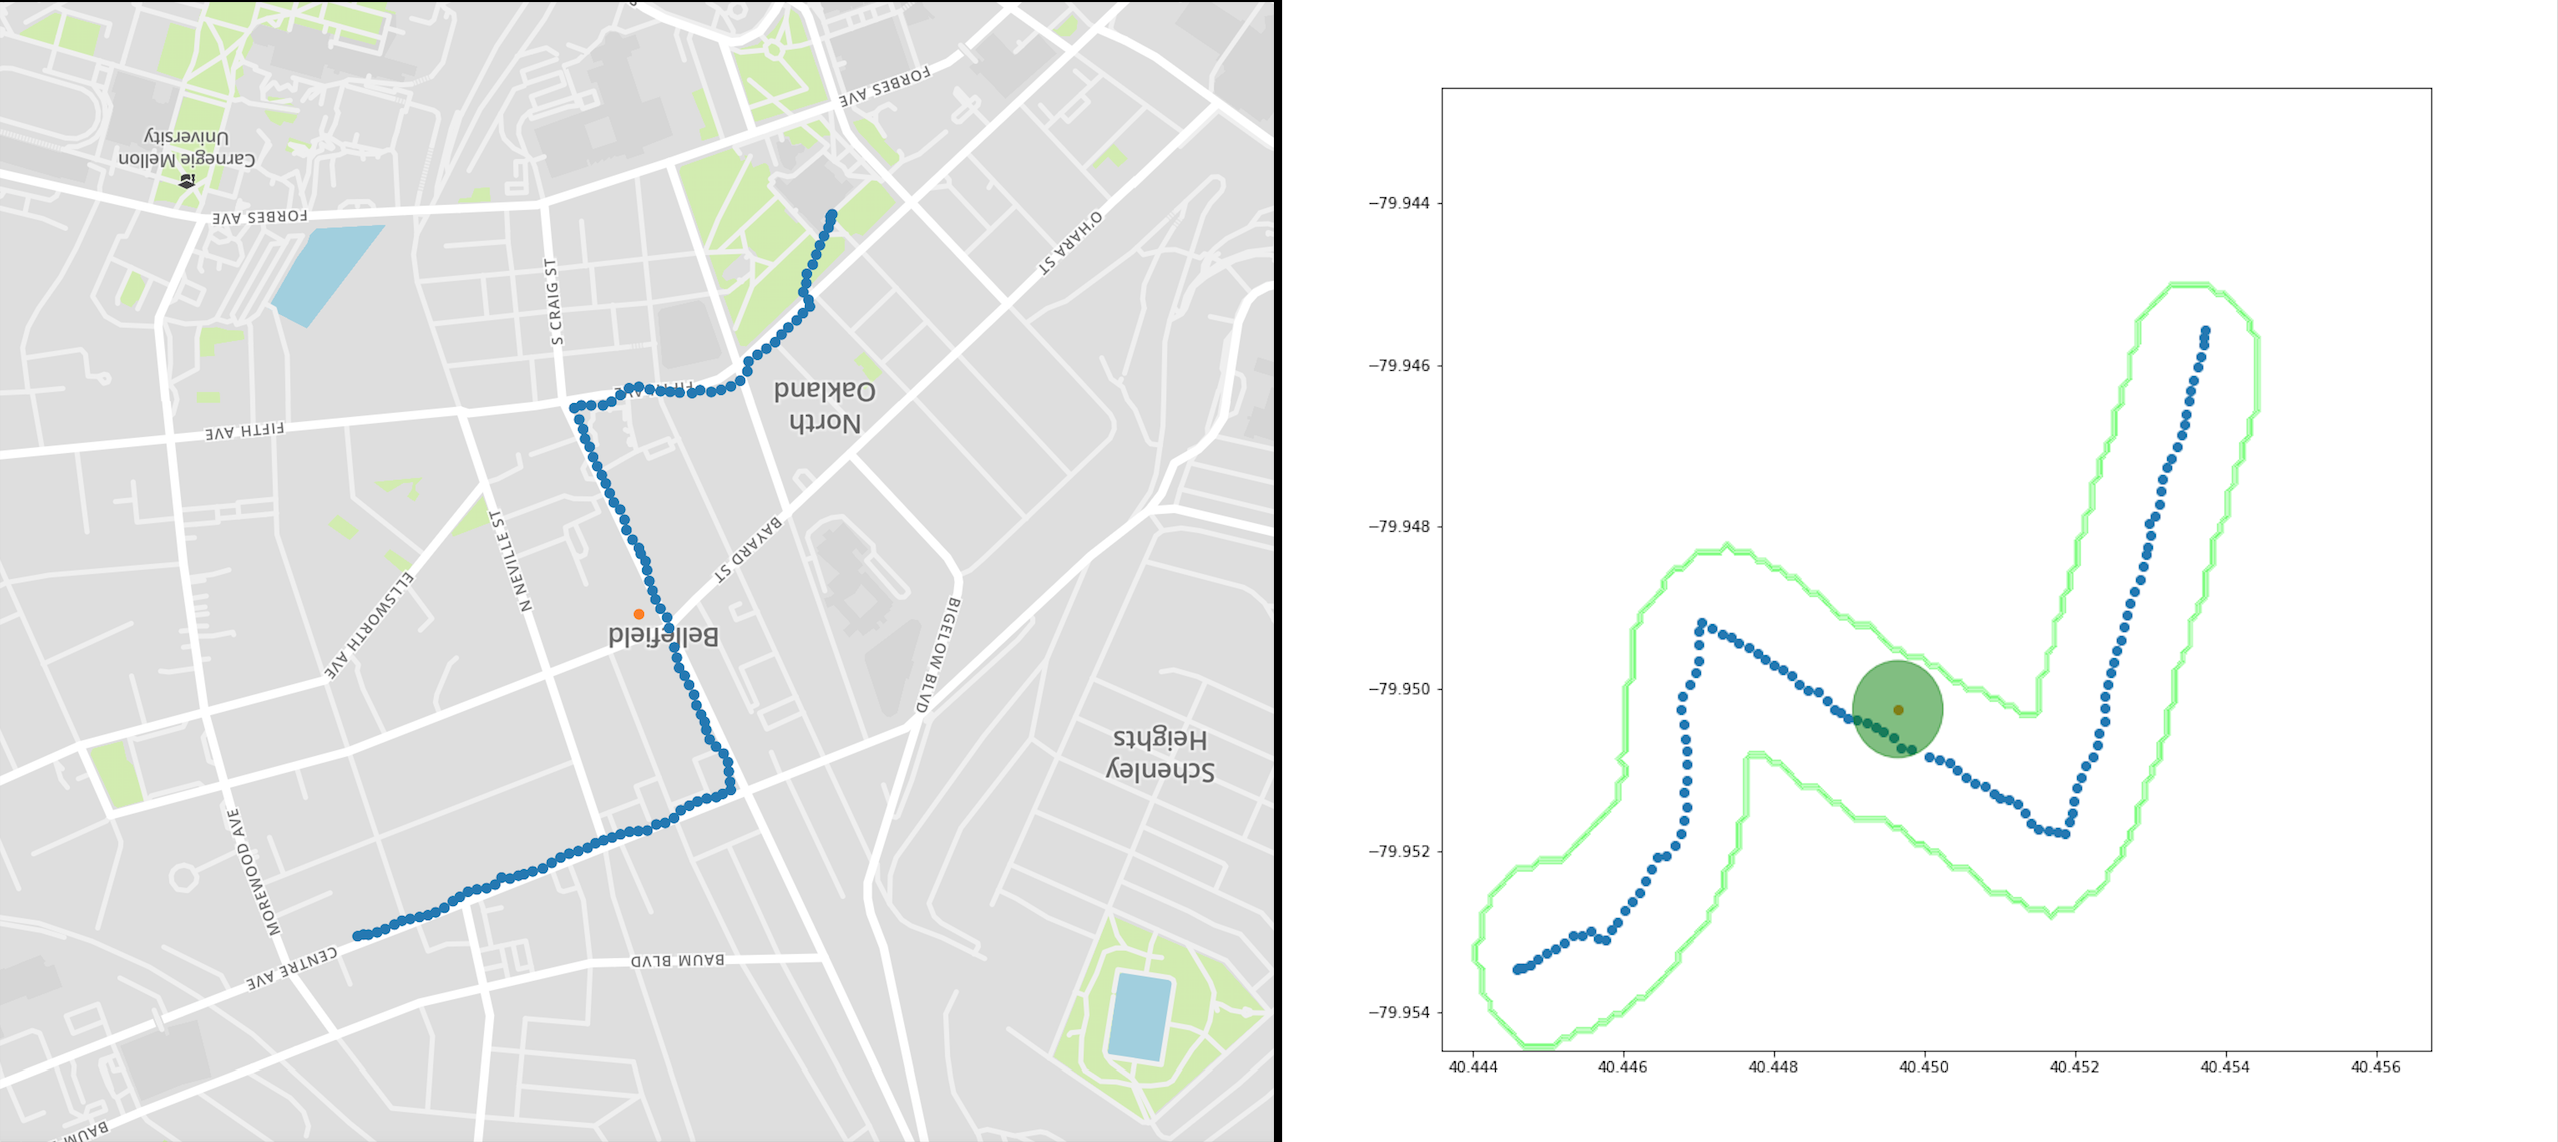 FORBES AVE
Carnegie Mellon
University
FORBES AVE
O'HARA ST
S CRAIG ST
North
Oakland
FIFTH AVE
BAYARD ST
N NEVILLE ST
ELLSWORTH AVE
Bellefield
BIGELOW BLVD
Schenley
Heights
MOREWOOD AVE
CENTRE AVE
BAUM BLVD
BAUM
−79.944
−79.946
−79.948
−79.950
−79.952
−79.954
40.444
40.446
40.448
40.450
40.452
40.454
40.456